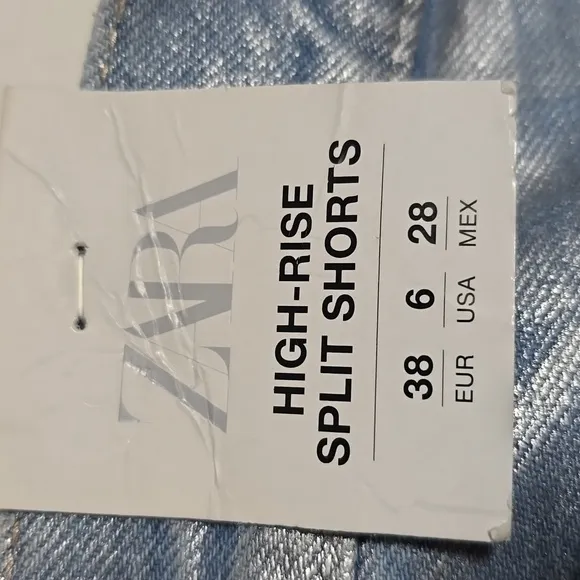 ZARA
HIGH-RISE
SPLIT SHORTS
38 6 28
EUR USA MEX